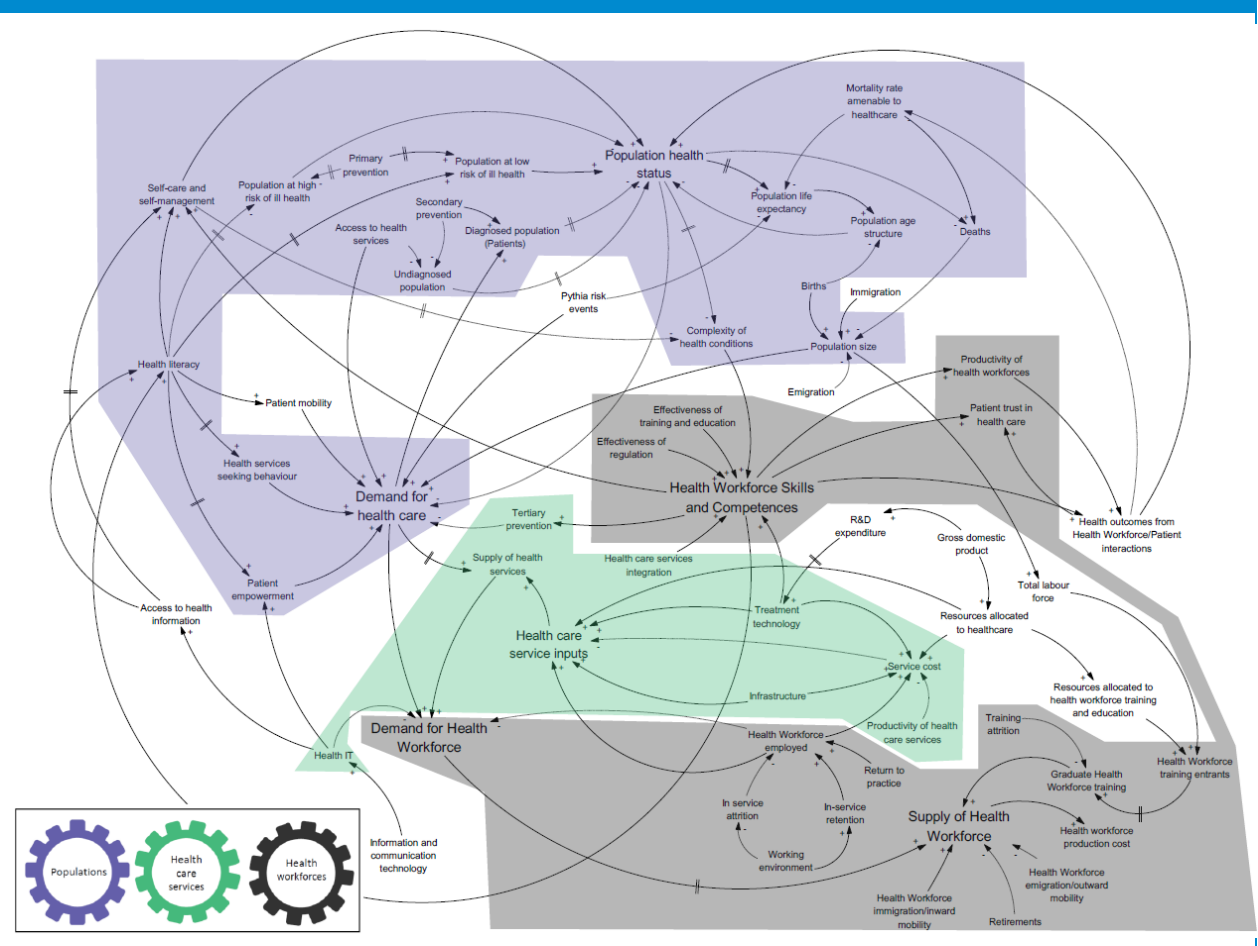 Mortality rate
amenable to
healthcare
Population health
status
Primary
prevention
Population at low
risk of ill health
Self-care and
self-management
Population at high
risk of ill health
Population life
expectancy
Secondary
prevention
Population age
structure
Access to health
services
Diagnosed population
(Patients)
Deaths
Undiagnosed
population
Pythia risk
events
Births
Immigration
Complexity of
health conditions
Population size
Health literacy
Productivity of
health workforces
Emigration
Patient mobility
Effectiveness of
training and education
Patient trust in
health care
Effectiveness of
regulation
Health services
seeking behaviour
Health Workforce Skills
and Competences
Demand for
health care
Tertiary
prevention
R&D
expenditure
Health outcomes from
Health Workforce/Patient
interactions
Gross domestic
product
Supply of health
services
Health care services
integration
Patient
empowerment
Total labour
force
Access to health
information
Treatment
technology
Resources allocated
to healthcare
Health care
service inputs
Service cost
Infrastructure
Resources allocated to
health workforce training
and education
Demand for Health
Workforce
Health Workforce
employed
Productivity of health
care services
Training
attrition
Health IT
Health Workforce
training entrants
Return to
practice
Graduate Health
Workforce training
In service
attrition
In-service
retention
Supply of Health
Workforce
Health workforce
production cost
Information and
communication
technology
Working
environment
Health Workforce
emigration/outward
mobility
Health Workforce
immigration/inward
mobility
Retirements
Populations
Health
care
services
Health
workforces